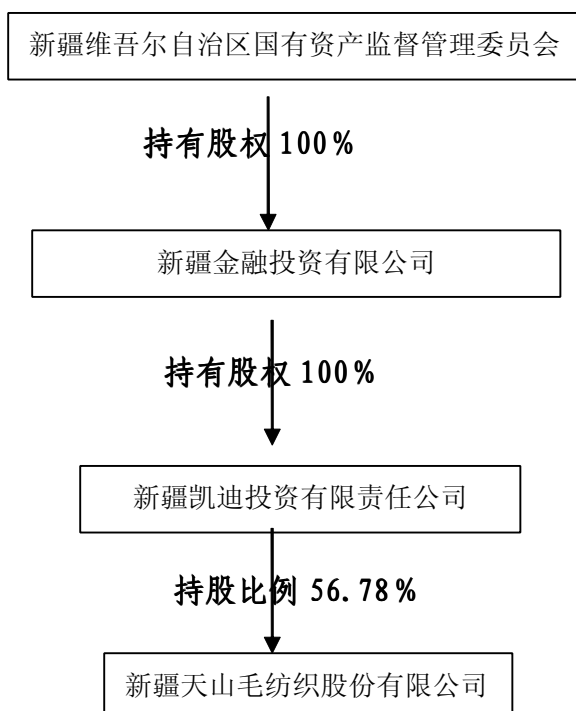 新疆维吾尔自治区国有资产监督管理委员会
持有股权 100%
新疆金融投资有限公司
持有股权 100%
新疆凯迪投资有限责任公司
持股比例 56.78%
新疆天山毛纺织股份有限公司